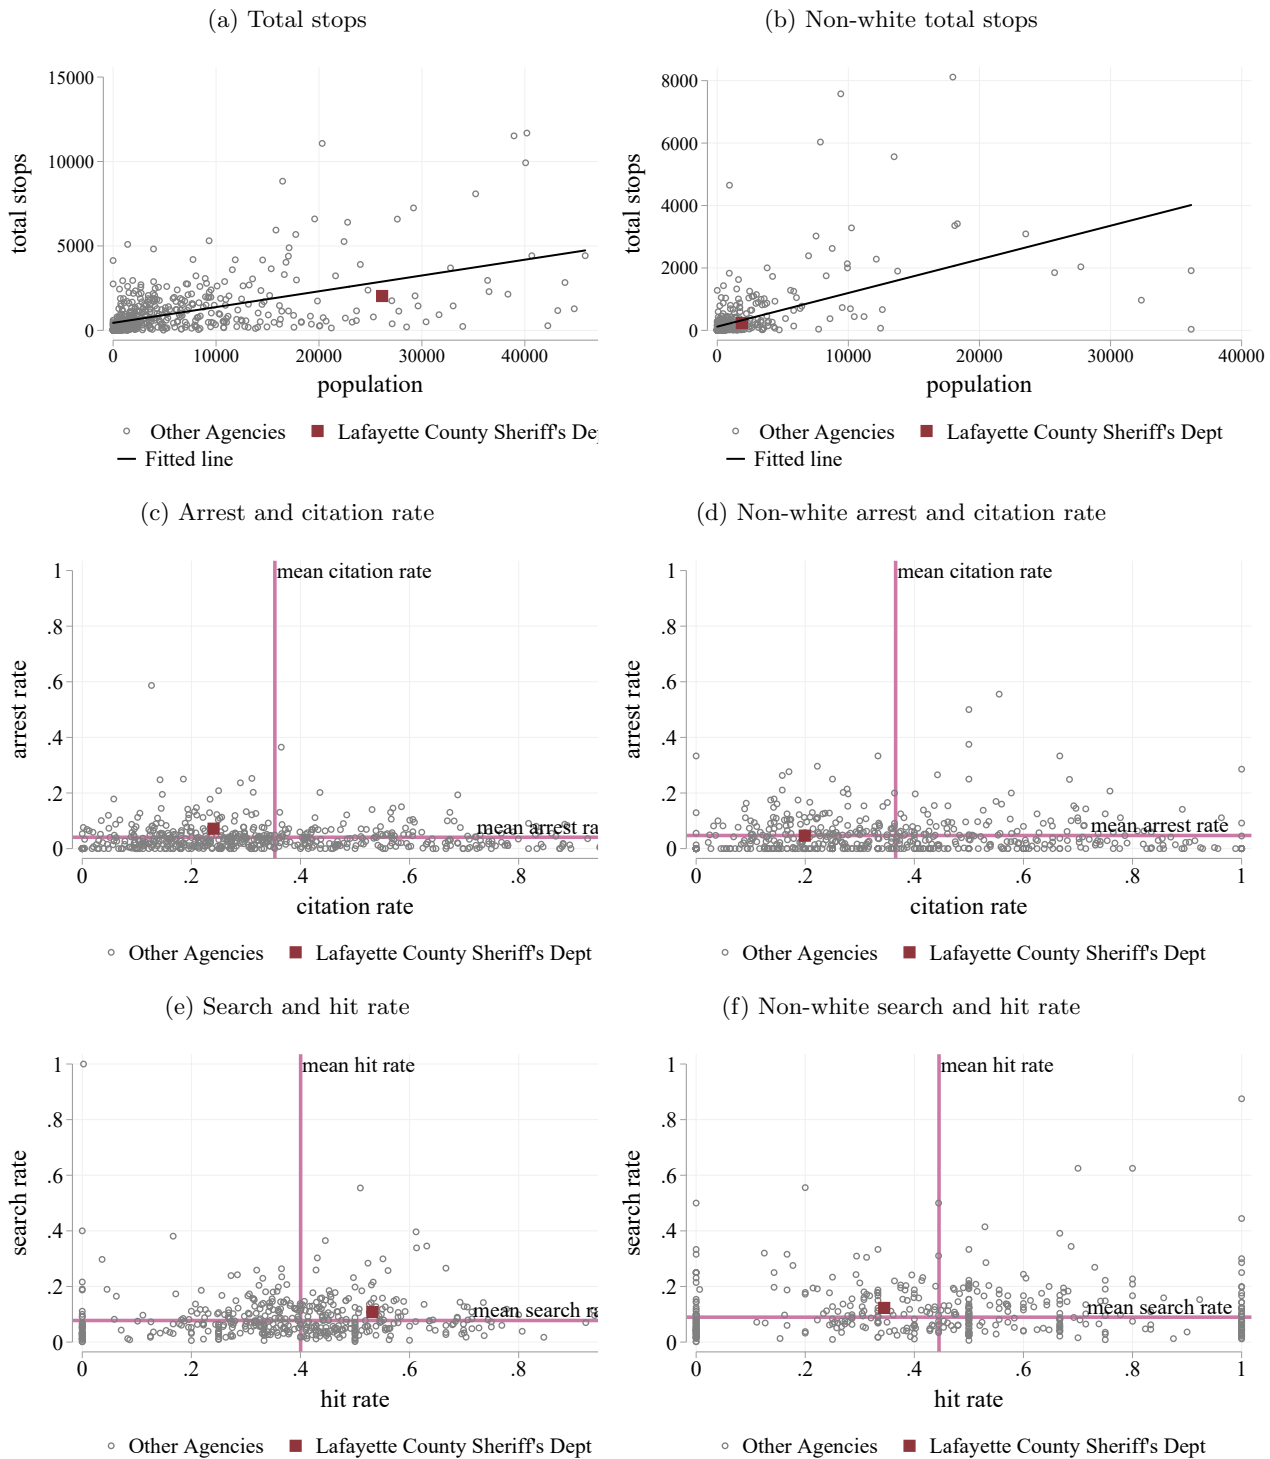 (a) Total stops
(b) Non-white total stops
15000
10000
5000
0
total stops
0 10000 20000 30000 40000
population
Other Agencies Lafayette County Sheriff's Dep
Fitted line
8000
6000
4000
2000
0
total stops
0 10000 20000 30000 40000
population
Other Agencies Lafayette County Sheriff's Dept
Fitted line
(c) Arrest and citation rate
(d) Non-white arrest and citation rate
1
.8
.6
.4
.2
0
arrest rate
mean citation rate
mean arrest ra
0 .2 .4 .6 .8
citation rate
Other Agencies Lafayette County Sheriff's Dept
1
.8
.6
.4
.2
0
arrest rate
mean citation rate
mean arrest rate
0 .2 .4 .6 .8 1
citation rate
Other Agencies Lafayette County Sheriff's Dept
(e) Search and hit rate
(f) Non-white search and hit rate
1
.8
.6
.4
.2
0
search rate
mean hit rate
mean search ra
0 .2 .4 .6 .8
hit rate
Other Agencies Lafayette County Sheriff's Dept
1
.8
.6
.4
.2
0
search rate
mean hit rate
mean search rate
0 .2 .4 .6 .8 1
hit rate
Other Agencies Lafayette County Sheriff's Dept